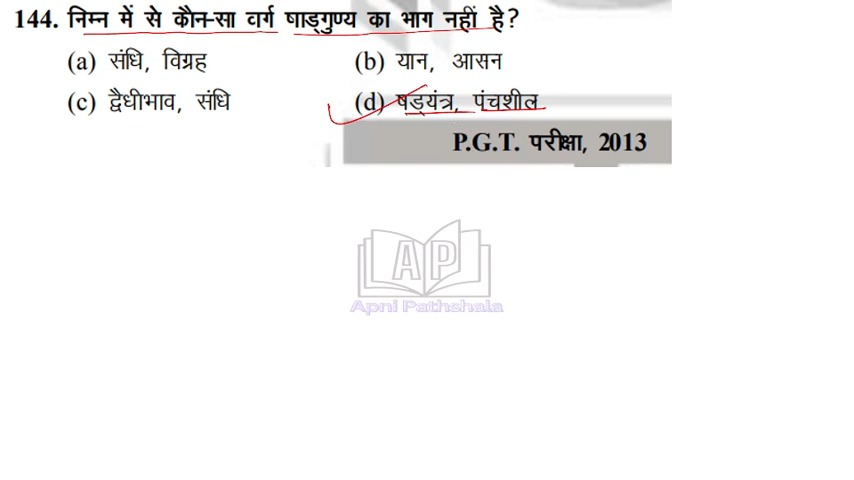 144. निम्न में से कौन-सा वर्ग षाड्गुण्य का भाग नहीं है?
(a) संधि, विग्रह (b) यान, आसन
(c) द्वैधीभाव, संधि (d) षड्यंत्र, पंचशील
P.G.T. परीक्षा, 2013
AP
Apni Pathshala